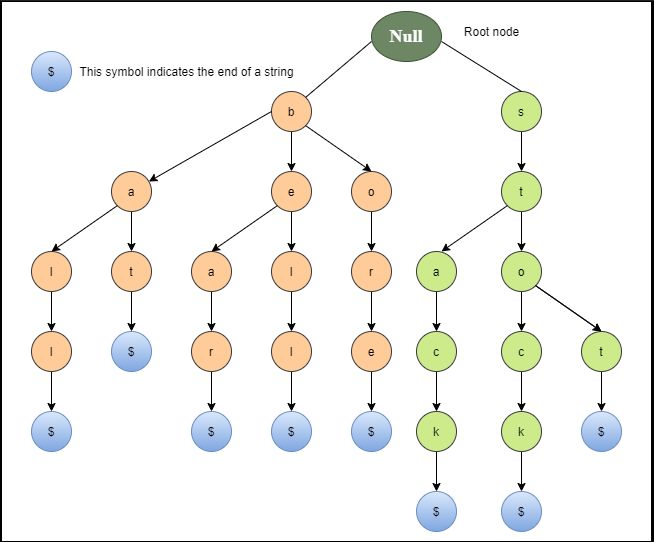 Null
Root node
$ This symbol indicates the end of a string
b s
a e o t
l t a l r a o
l $ r l e c c t
$ $ $ $ k k $
$ $